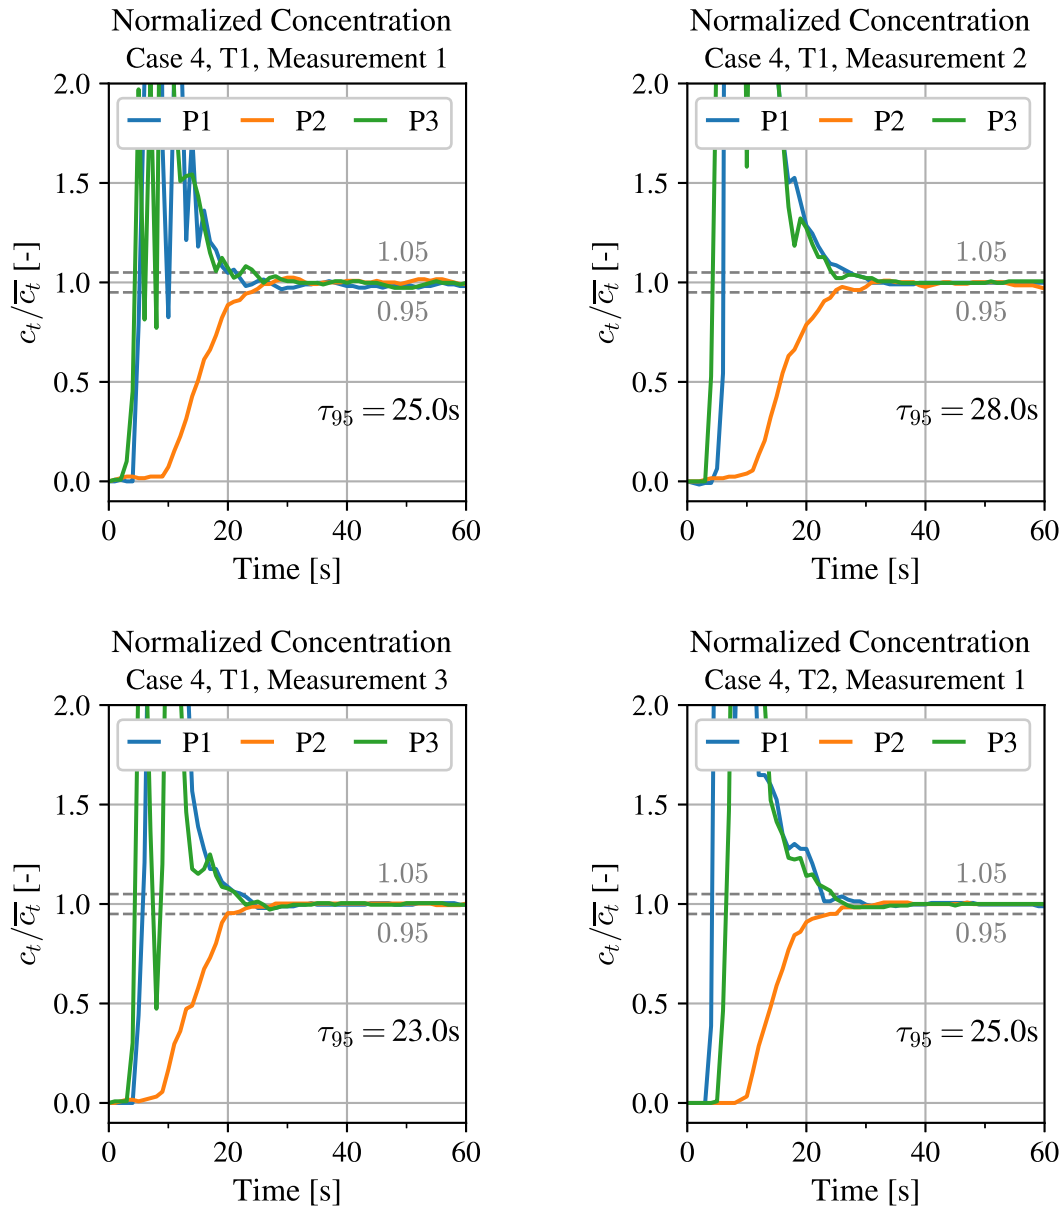 Normalized Concentration
Case 4, T1, Measurement 1
2.0
P1 P2 P3
1.5
1.05
1.0
0.95
0.5
τ95 = 25.0s
0.0
0 20 40 60
Time [s]
c_t/c̅_t [-]
Normalized Concentration
Case 4, T1, Measurement 2
2.0
P1 P2 P3
1.5
1.05
1.0
0.95
0.5
τ95 = 28.0s
0.0
0 20 40 60
Time [s]
c_t/c̅_t [-]
Normalized Concentration
Case 4, T1, Measurement 3
2.0
P1 P2 P3
1.5
1.05
1.0
0.95
0.5
τ95 = 23.0s
0.0
0 20 40 60
Time [s]
c_t/c̅_t [-]
Normalized Concentration
Case 4, T2, Measurement 1
2.0
P1 P2 P3
1.5
1.05
1.0
0.95
0.5
τ95 = 25.0s
0.0
0 20 40 60
Time [s]
c_t/c̅_t [-]